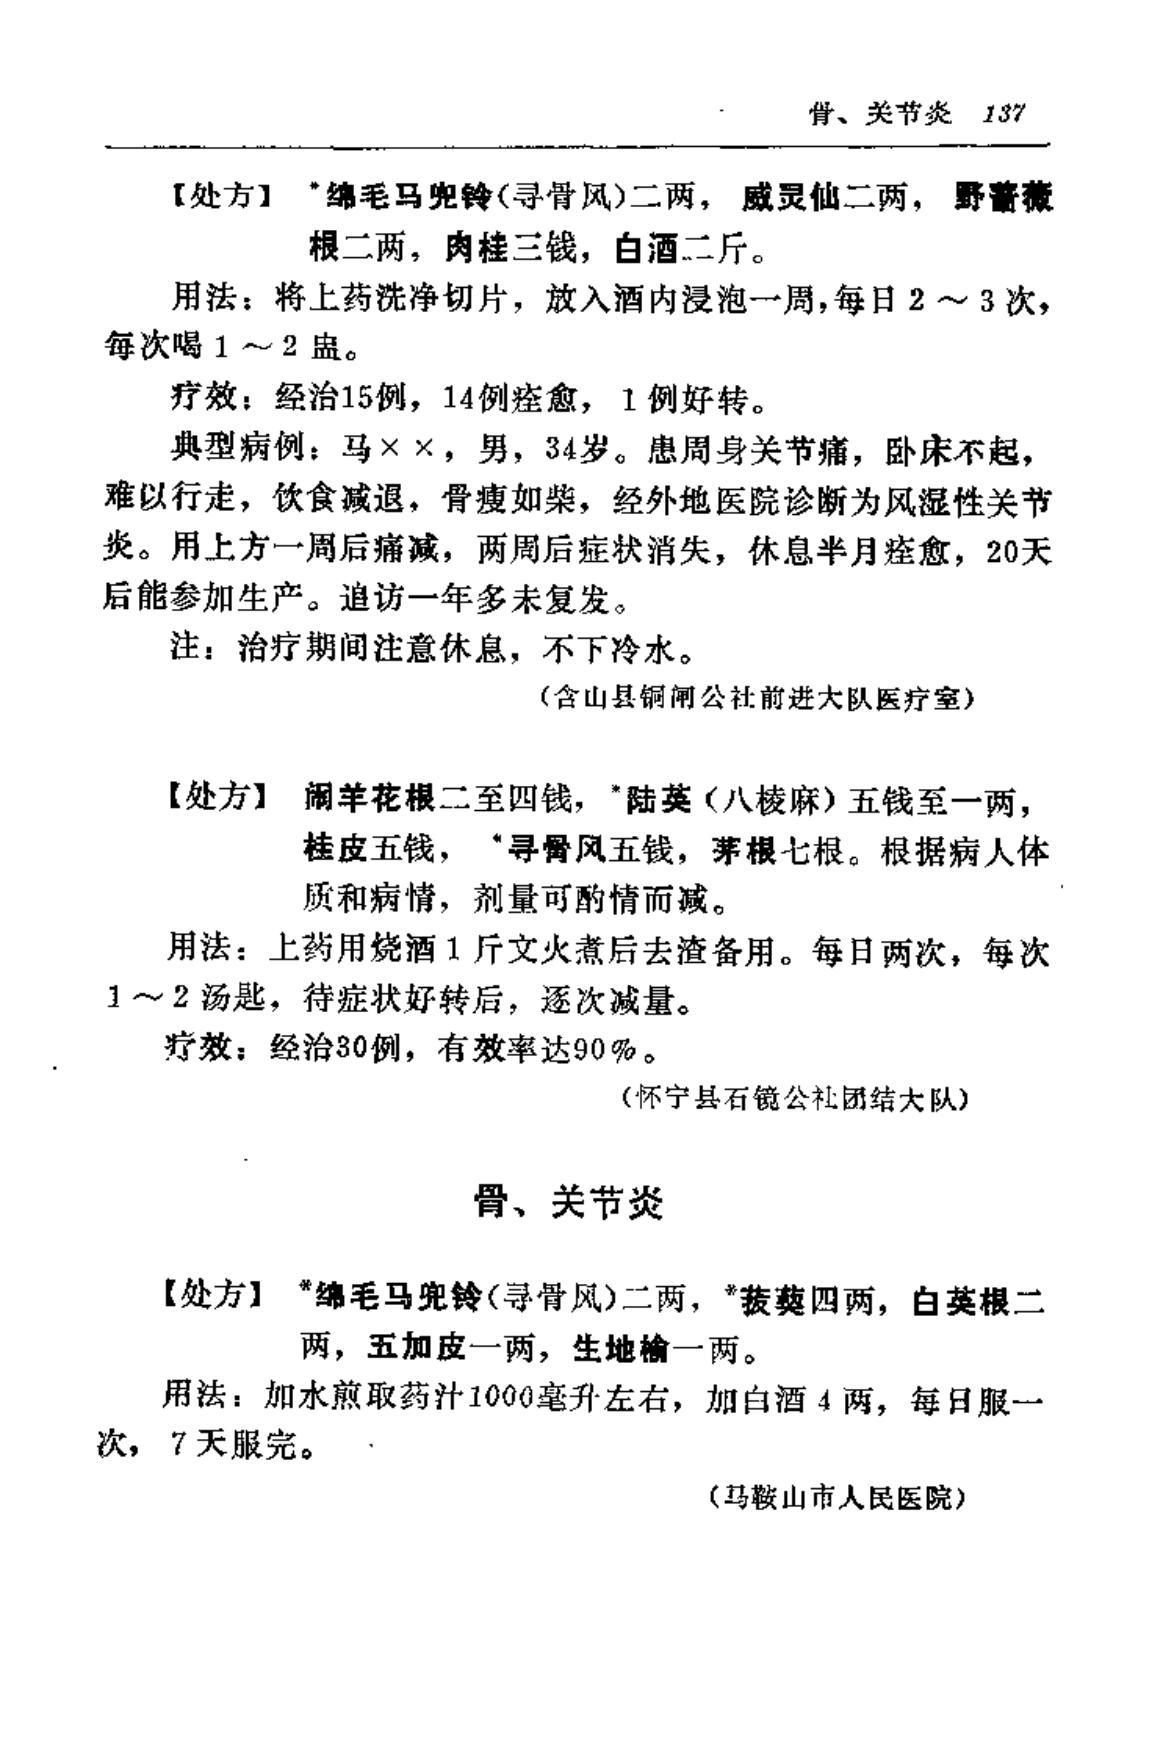 骨、关节炎 137
【处方】 *绵毛马兜铃(寻骨风)二两， 威灵仙二两， 野蔷薇
根二两，肉桂三钱，白酒二斤。
用法：将上药洗净切片，放入酒内浸泡一周，每日2～3次，
每次喝1～2盅。
疗效：经治15例，14例痊愈，1例好转。
典型病例：马××，男，34岁。患周身关节痛，卧床不起，
难以行走，饮食减退，骨瘦如柴，经外地医院诊断为风湿性关节
炎。用上方一周后痛减，两周后症状消失，休息半月痊愈，20天
后能参加生产。追访一年多未复发。
注：治疗期间注意休息，不下冷水。
（含山县铜闸公社前进大队医疗室）
【处方】 闹羊花根二至四钱，*陆英（八棱麻）五钱至一两，
桂皮五钱， *寻骨风五钱，茅根七根。根据病人体
质和病情，剂量可酌情而减。
用法：上药用烧酒1斤文火煮后去渣备用。每日两次，每次
1～2汤匙，待症状好转后，逐次减量。
疗效：经治30例，有效率达90%。
（怀宁县石镜公社团结大队）
骨、关节炎
【处方】 *绵毛马兜铃(寻骨风)二两，*菝葜四两，白英根二
两，五加皮一两，生地榆一两。
用法：加水煎取药汁1000毫升左右，加白酒4两，每日服一
次，7天服完。
（马鞍山市人民医院）